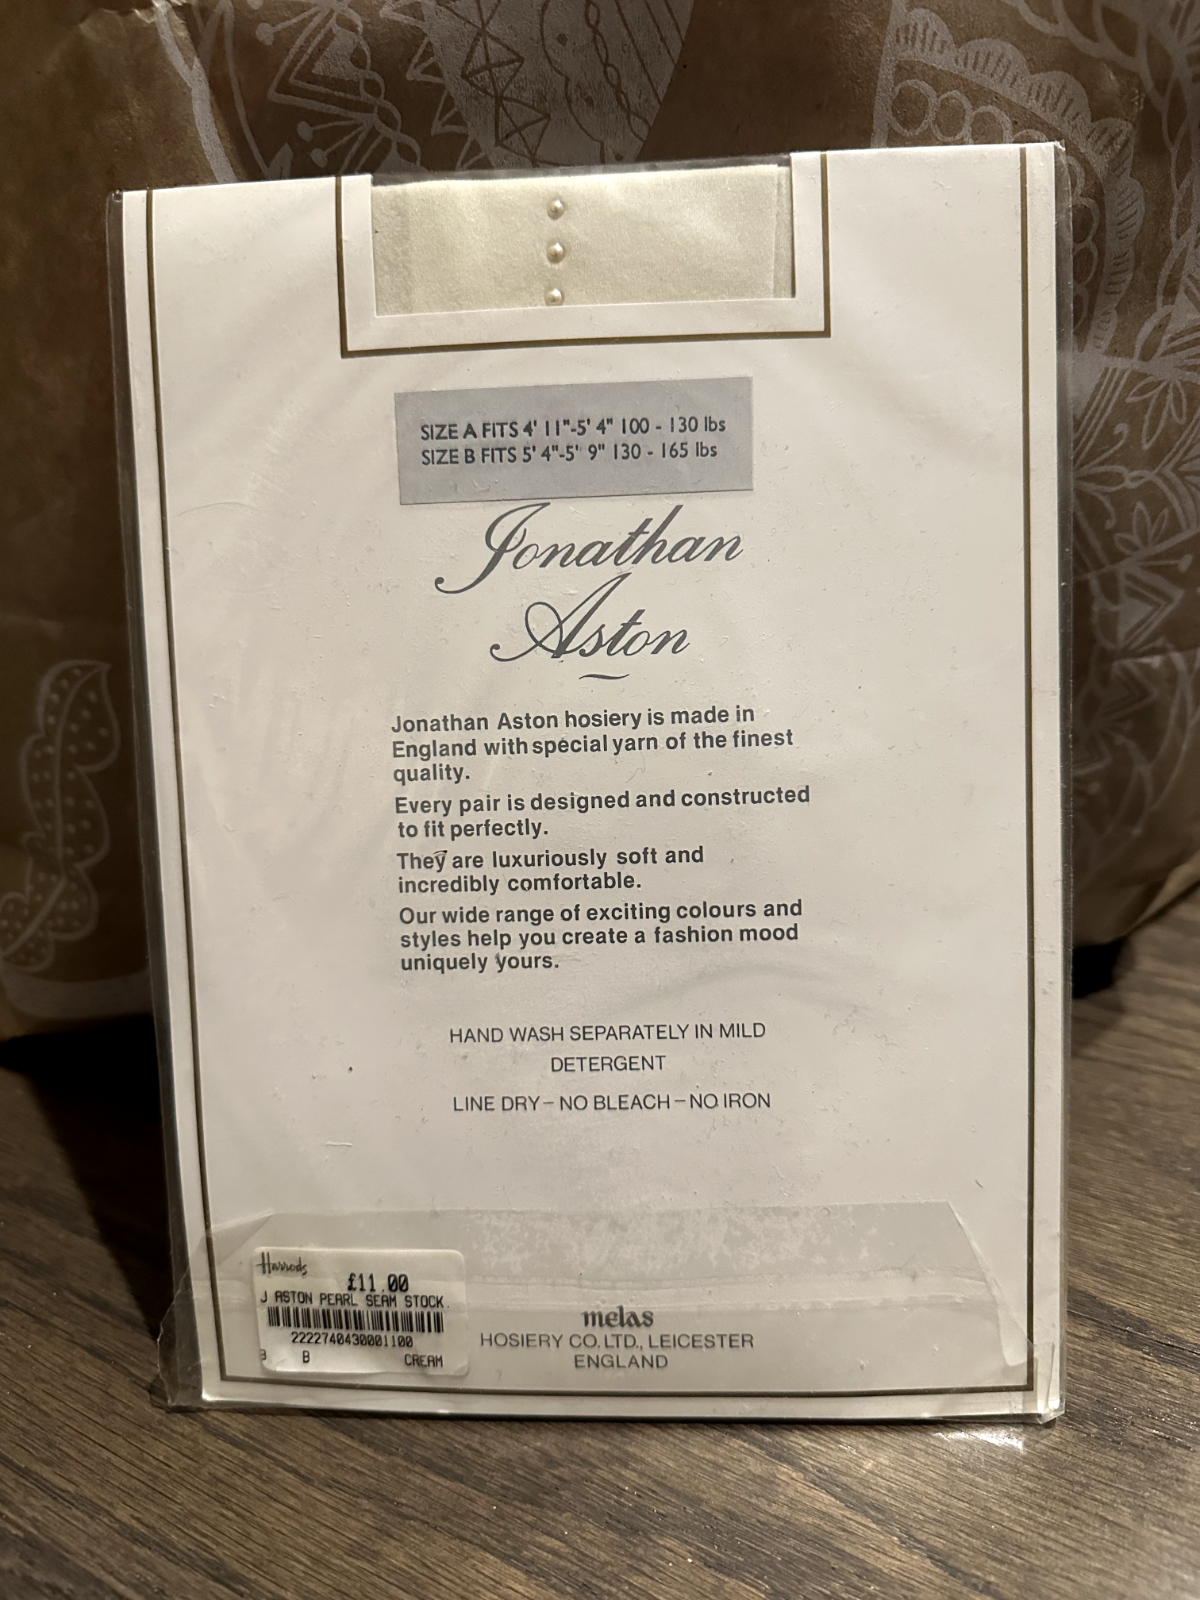 SIZE A FITS 4' 11"-5' 4" 100 - 130 lbs
SIZE B FITS 5' 4"-5' 9" 130 - 165 lbs
Jonathan
Aston
Jonathan Aston hosiery is made in
England with special yarn of the finest
quality.
Every pair is designed and constructed
to fit perfectly.
They are luxuriously soft and
incredibly comfortable.
Our wide range of exciting colours and
styles help you create a fashion mood
uniquely yours.
HAND WASH SEPARATELY IN MILD
DETERGENT
LINE DRY – NO BLEACH – NO IRON
Harrods
£11.00
J ASTON PEARL SEAM STOCK.
2222740430001100
B B CREAM
melas
HOSIERY CO. LTD., LEICESTER
ENGLAND